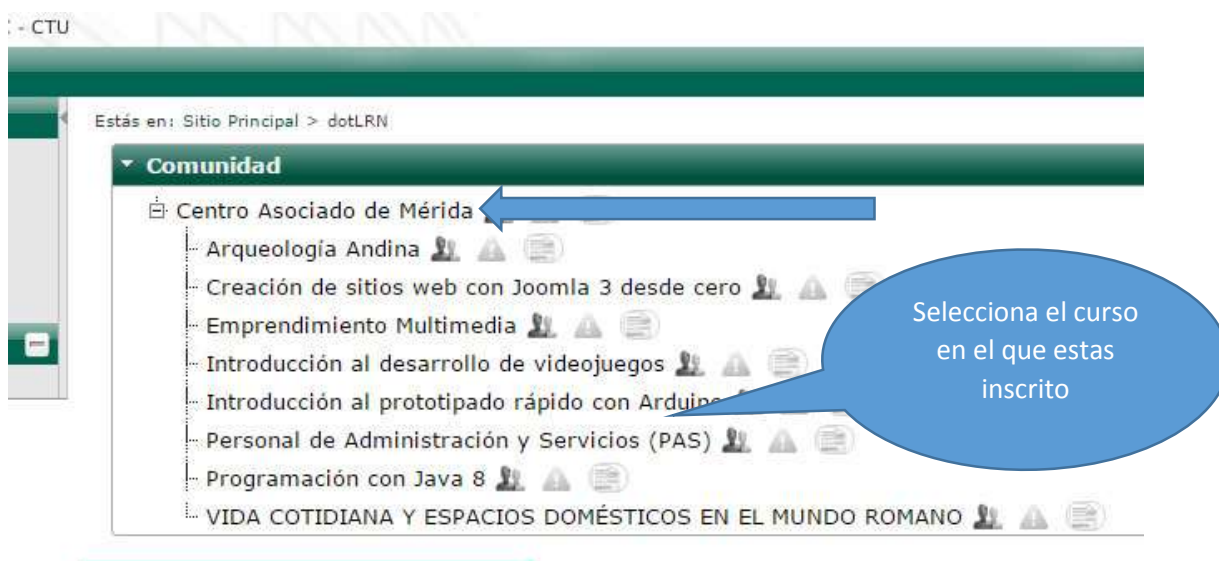 - CTU
Estás en: Sitio Principal > dotLRN
Comunidad
Centro Asociado de Mérida
Arqueología Andina
Creación de sitios web con Joomla 3 desde cero
Emprendimiento Multimedia
Introducción al desarrollo de videojuegos
Introducción al prototipado rápido con Arduino
Personal de Administración y Servicios (PAS)
Programación con Java 8
VIDA COTIDIANA Y ESPACIOS DOMÉSTICOS EN EL MUNDO ROMANO
Selecciona el curso
en el que estas
inscrito